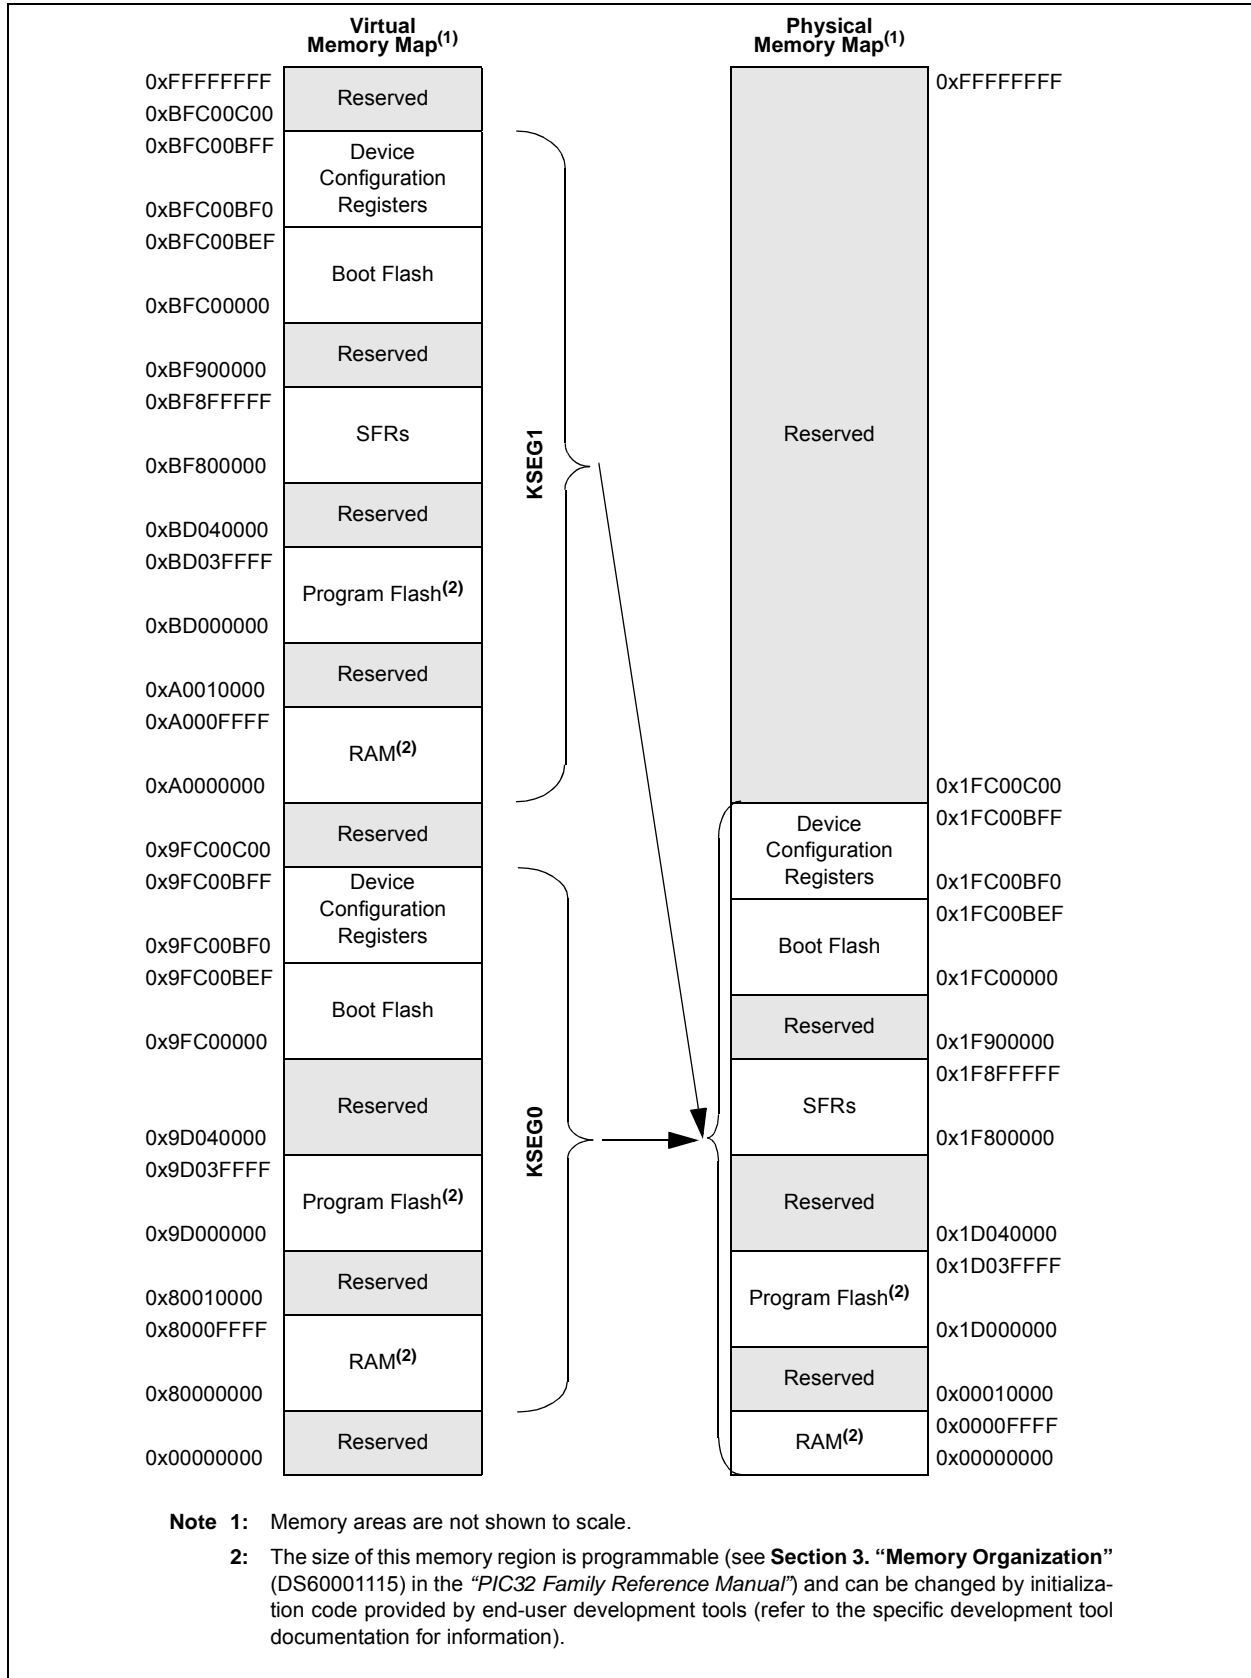 Virtual
Memory Map(1)
Physical
Memory Map(1)
0xFFFFFFFF
Reserved
0xBFC00C00
0xBFC00BFF
Device
Configuration
Registers
0xBFC00BF0
0xBFC00BEF
Boot Flash
0xBFC00000
Reserved
0xBF900000
0xBF8FFFFF
SFRs
0xBF800000
Reserved
0xBD040000
0xBD03FFFF
Program Flash(2)
0xBD000000
Reserved
0xA0010000
0xA000FFFF
RAM(2)
0xA0000000
Reserved
0x9FC00C00
0x9FC00BFF
Device
Configuration
Registers
0x9FC00BF0
0x9FC00BEF
Boot Flash
0x9FC00000
Reserved
0x9D040000
0x9D03FFFF
Program Flash(2)
0x9D000000
Reserved
0x80010000
0x8000FFFF
RAM(2)
0x80000000
Reserved
0x00000000
KSEG1
KSEG0
0xFFFFFFFF
Reserved
0x1FC00C00
0x1FC00BFF
Device
Configuration
Registers
0x1FC00BF0
0x1FC00BEF
Boot Flash
0x1FC00000
Reserved
0x1F900000
0x1F8FFFFF
SFRs
0x1F800000
Reserved
0x1D040000
0x1D03FFFF
Program Flash(2)
0x1D000000
Reserved
0x00010000
0x0000FFFF
RAM(2)
0x00000000
Note 1: Memory areas are not shown to scale.
2: The size of this memory region is programmable (see Section 3. “Memory Organization”
(DS60001115) in the “PIC32 Family Reference Manual”) and can be changed by initializa-
tion code provided by end-user development tools (refer to the specific development tool
documentation for information).